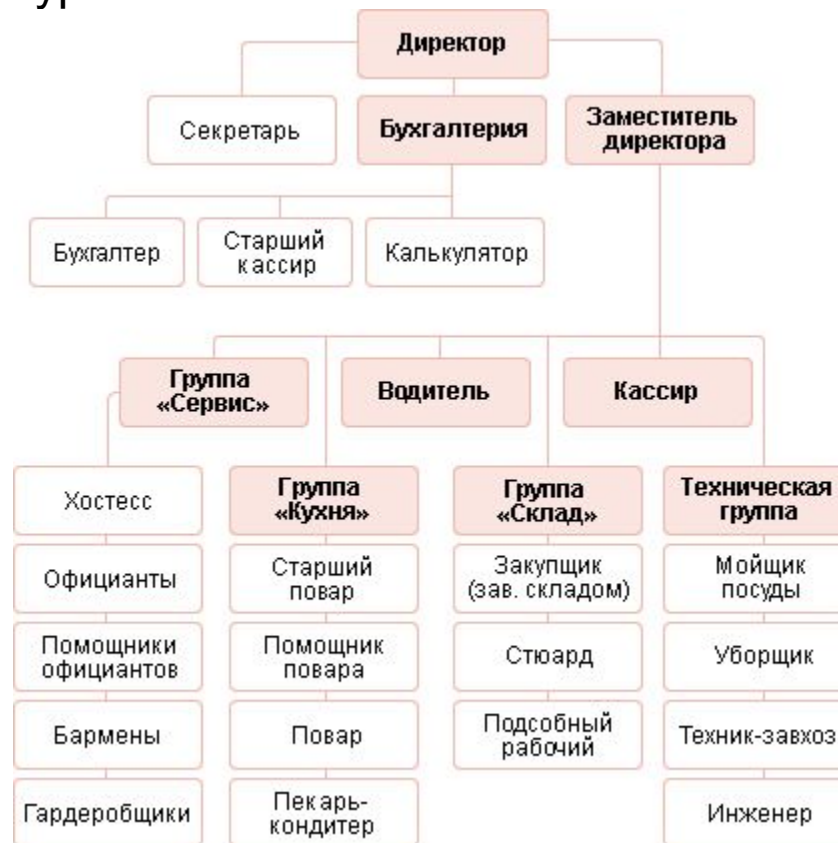 Директор
Секретарь
Бухгалтерия
Заместитель
директора
Бухгалтер
Старший
кассир
Калькулятор
Группа
«Сервис»
Водитель
Кассир
Хостесс
Официанты
Помощники
официантов
Бармены
Гардеробщики
Группа
«Кухня»
Старший
повар
Помощник
повара
Повар
Пекарь-
кондитер
Группа
«Склад»
Закупщик
(зав. складом)
Стюард
Подсобный
рабочий
Техническая
группа
Мойщик
посуды
Уборщик
Техник-завхоз
Инженер